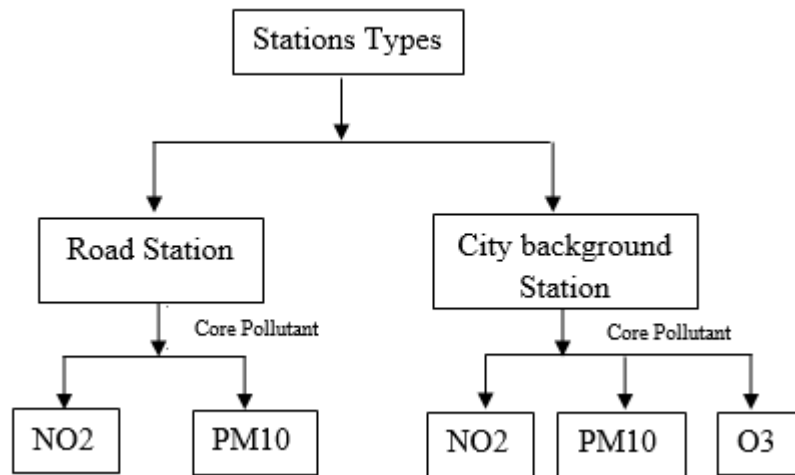 Stations Types
Road Station
City background
Station
Core Pollutant
Core Pollutant
NO2
PM10
NO2
PM10
O3